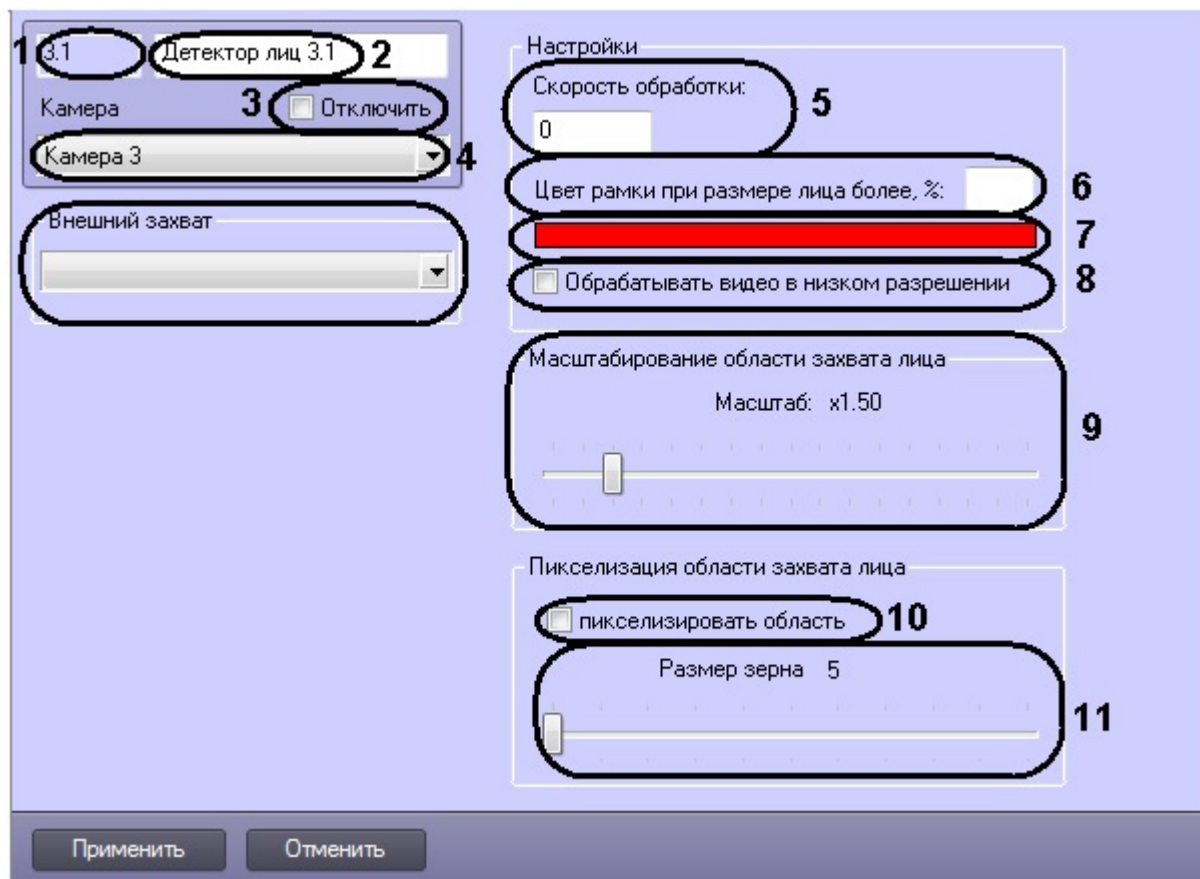 1
3.1
Детектор лиц 3.1
2
Камера
3
Отключить
Камера 3
4
Внешний захват
Настройки
Скорость обработки:
5
0
Цвет рамки при размере лица более, %:
6
7
Обрабатывать видео в низком разрешении
8
Масштабирование области захвата лица
Масштаб: x1.50
9
Пикселизация области захвата лица
пикселизировать область
10
Размер зерна 5
11
Применить
Отменить